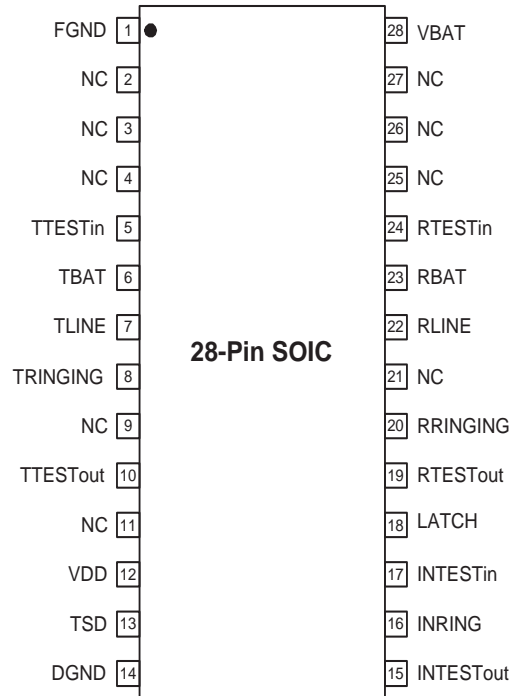 FGND 1 28 VBAT
NC 2 27 NC
NC 3 26 NC
NC 4 25 NC
TTESTin 5 24 RTESTin
TBAT 6 23 RBAT
TLINE 7 22 RLINE
28-Pin SOIC
TRINGING 8 21 NC
NC 9 20 RRINGING
TTESTout 10 19 RTESTout
NC 11 18 LATCH
VDD 12 17 INTESTin
TSD 13 16 INRING
DGND 14 15 INTESTout